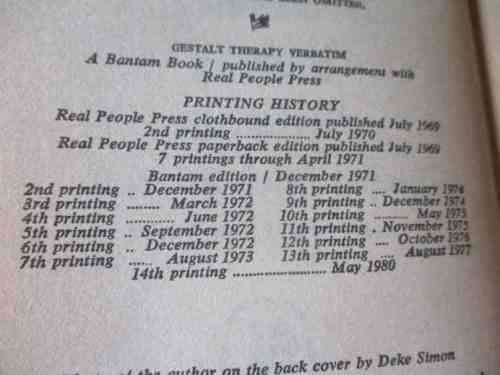 OMITTED.
GESTALT THERAPY VERBATIM
A Bantam Book / published by arrangement with
Real People Press
PRINTING HISTORY
Real People Press clothbound edition published July 1969
2nd printing .................... July 1970
Real People Press paperback edition published July 1969
7 printings through April 1971
Bantam edition / December 1971
2nd printing .. December 1971 8th printing .... January 1974
3rd printing ......... March 1972 9th printing .. December 1974
4th printing ............. June 1972 10th printing ......... May 1975
5th printing .. September 1972 11th printing . November 1975
6th printing .. December 1972 12th printing .... October 1976
7th printing ...... August 1973 13th printing .... August 1977
14th printing ......................... May 1980
of the author on the back cover by Deke Simon